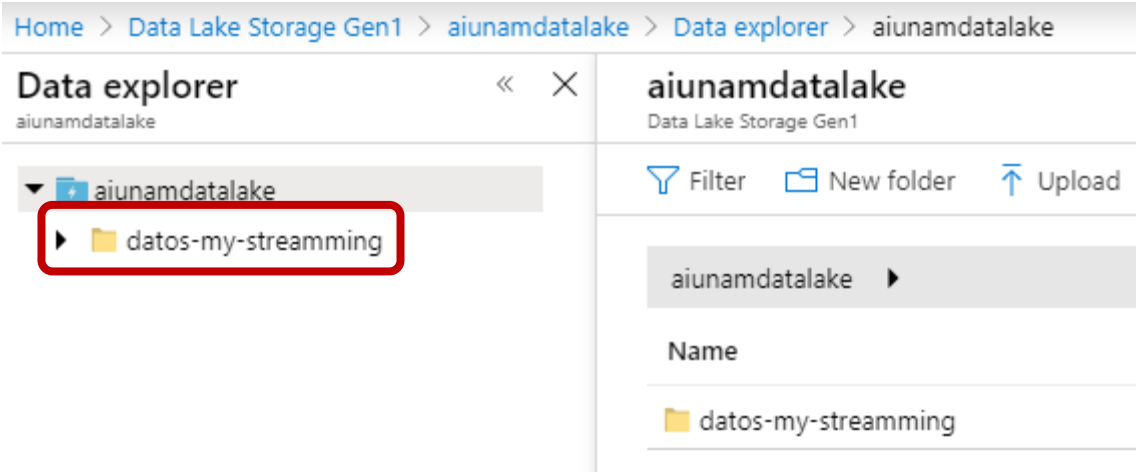 Home > Data Lake Storage Gen1 > aiunamdatalake > Data explorer > aiunamdatalake
Data explorer
aiunamdatalake
aiunamdatalake
datos-my-streamming
aiunamdatalake
Data Lake Storage Gen1
Filter New folder Upload
aiunamdatalake
Name
datos-my-streamming